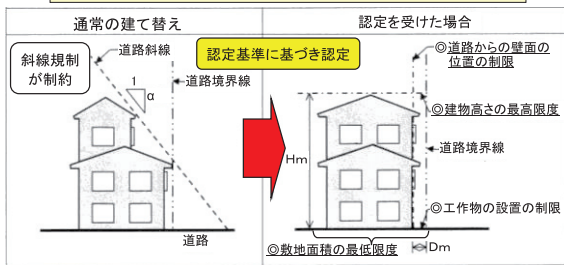 通常の建て替え
認定を受けた場合
斜線規制
が制約
道路斜線
認定基準に基づき認定
道路境界線
1
α
道路
◎道路からの壁面の
位置の制限
◎建物高さの最高限度
Hm
道路境界線
◎工作物の設置の制限
◎敷地面積の最低限度
Dm